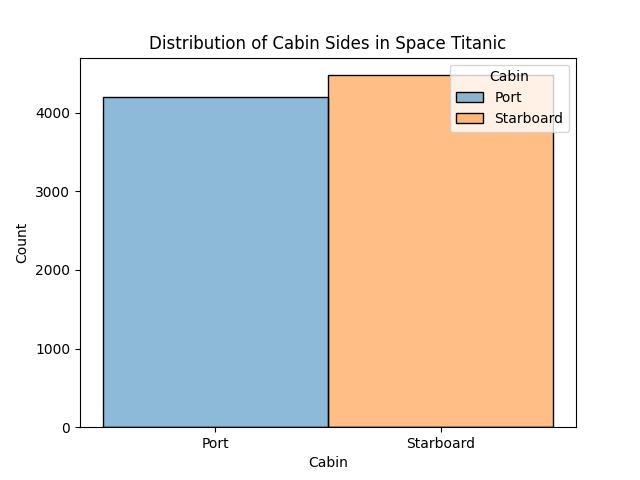 Distribution of Cabin Sides in Space Titanic
Cabin
Port
Starboard
4000
3000
2000
1000
0
Count
Port
Starboard
Cabin